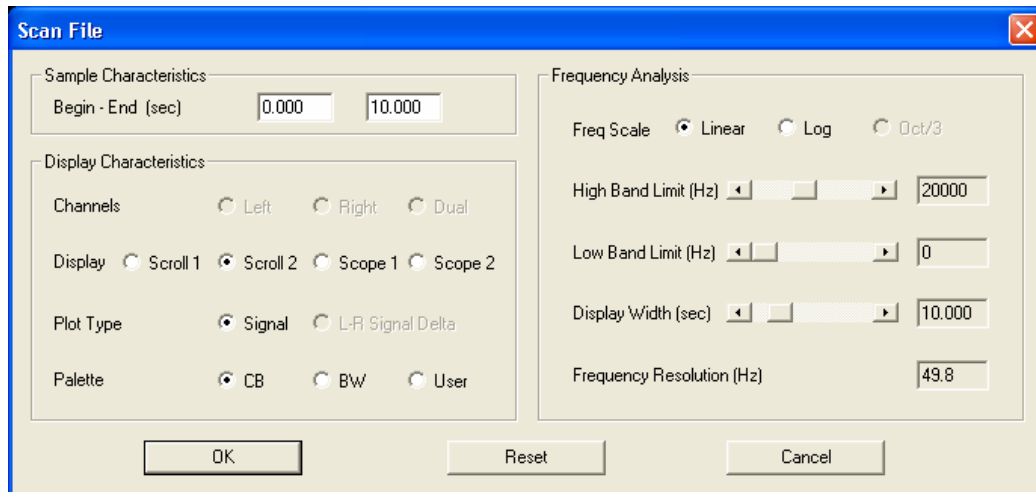 Scan File
Sample Characteristics
Begin - End (sec) 0.000 10.000
Display Characteristics
Channels Left Right Dual
Display Scroll 1 Scroll 2 Scope 1 Scope 2
Plot Type Signal L-R Signal Delta
Palette CB BW User
Frequency Analysis
Freq Scale Linear Log Oct/3
High Band Limit (Hz) 20000
Low Band Limit (Hz) 0
Display Width (sec) 10.000
Frequency Resolution (Hz) 49.8
OK Reset Cancel